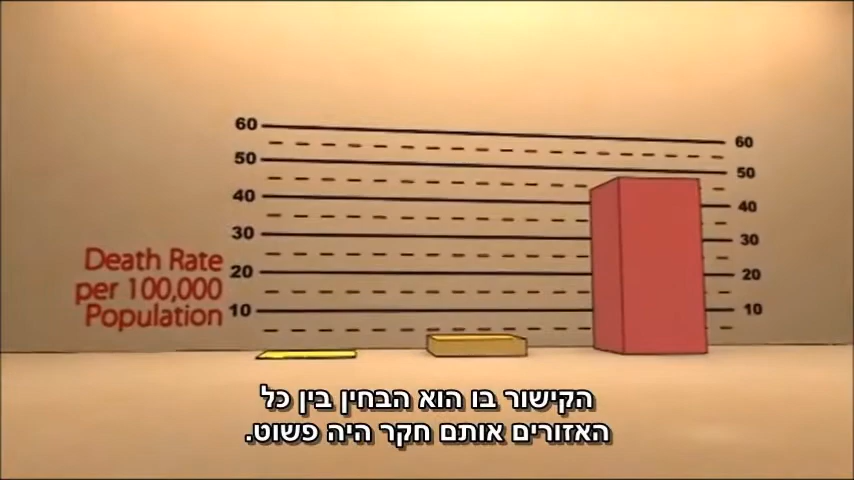 60
50
40
30
20
10
60
50
40
30
20
10
Death Rate
per 100,000
Population
הקישור בו הוא הבחין בין כל
האזורים אותם חקר היה פשוט.